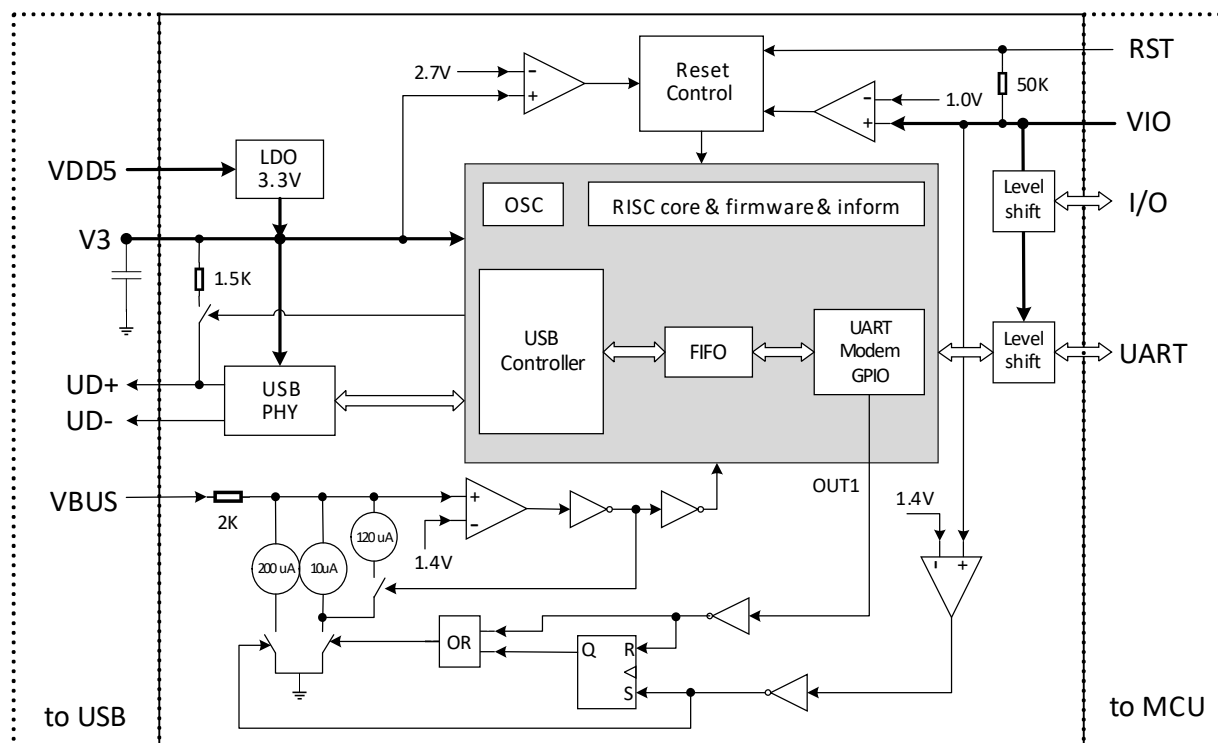 RST
2.7V
-
+
Reset
Control
50K
-
+
1.0V
VIO
VDD5
LDO
3.3V
OSC
RISC core & firmware & inform
Level
shift
I/O
V3
1.5K
USB
Controller
FIFO
UART
Modem
GPIO
Level
shift
UART
UD+
UD-
USB
PHY
VBUS
2K
+
-
1.4V
OUT1
1.4V
200 uA
10uA
120 uA
-
+
OR
Q
R
S
to USB
to MCU